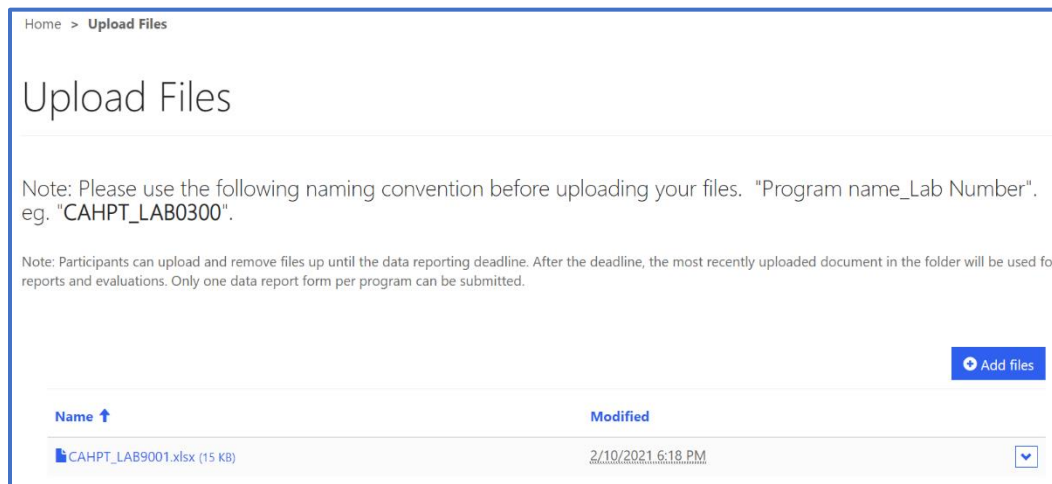 Home > Upload Files
Upload Files
Note: Please use the following naming convention before uploading your files. "Program name_Lab Number".
eg. "CAHPT_LAB0300".
Note: Participants can upload and remove files up until the data reporting deadline. After the deadline, the most recently uploaded document in the folder will be used fo
reports and evaluations. Only one data report form per program can be submitted.
Add files
Name Modified
CAHPT_LAB9001.xlsx (15 KB) 2/10/2021 6:18 PM